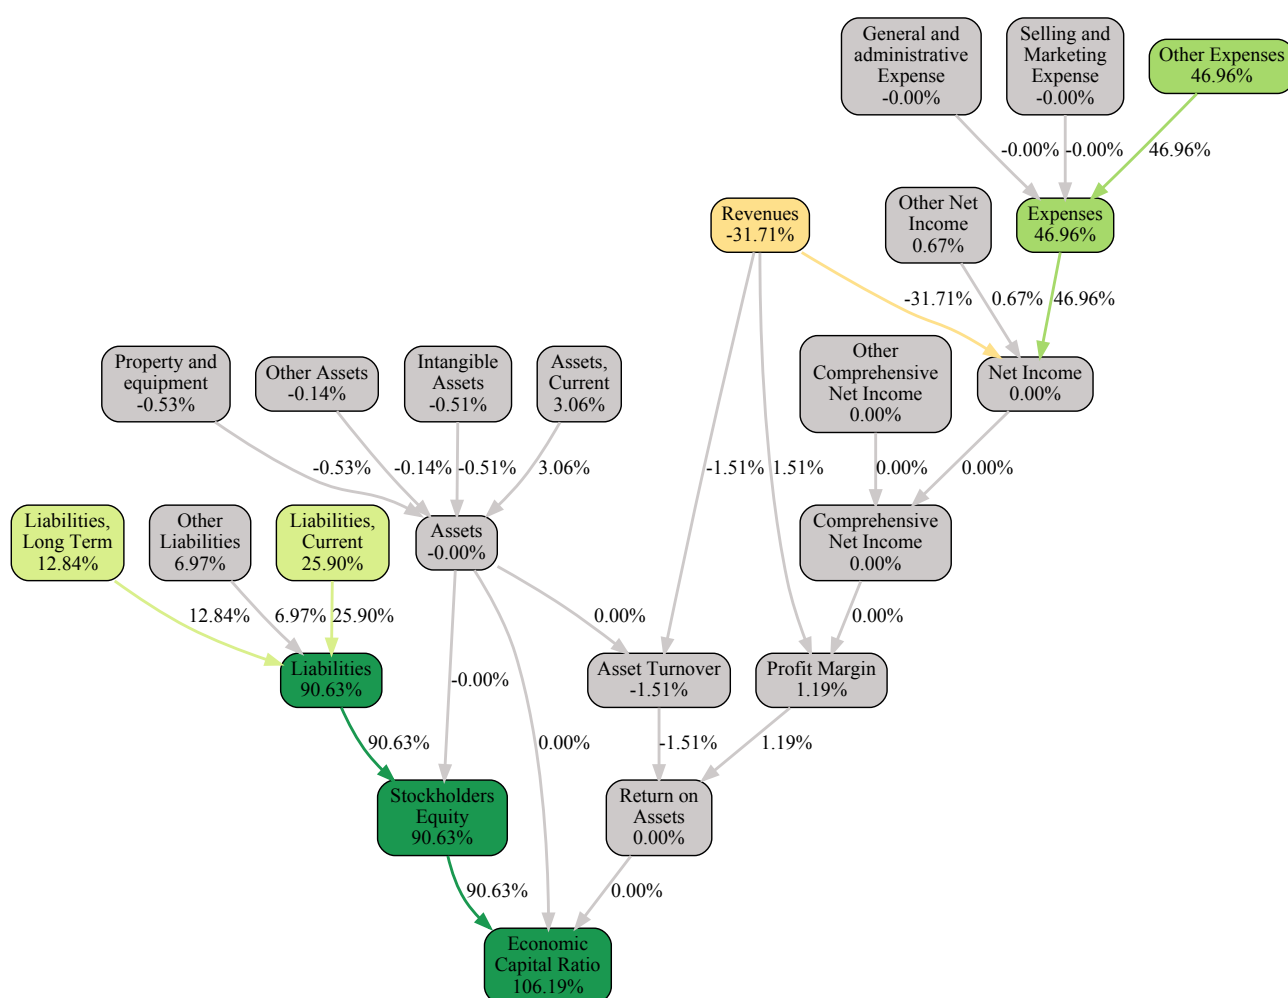 General and
administrative
Expense
-0.00%
Selling and
Marketing
Expense
-0.00%
Other Expenses
46.96%
-0.00%
-0.00%
46.96%
Revenues
-31.71%
Other Net
Income
0.67%
Expenses
46.96%
-31.71%
0.67%
46.96%
Property and
equipment
-0.53%
Other Assets
-0.14%
Intangible
Assets
-0.51%
Assets,
Current
3.06%
Other
Comprehensive
Net Income
0.00%
Net Income
0.00%
-0.53%
-0.14%
-0.51%
3.06%
-1.51%
1.51%
0.00%
0.00%
Liabilities,
Long Term
12.84%
Other
Liabilities
6.97%
Liabilities,
Current
25.90%
Assets
-0.00%
Comprehensive
Net Income
0.00%
12.84%
6.97%
25.90%
0.00%
0.00%
Liabilities
90.63%
-0.00%
Asset Turnover
-1.51%
Profit Margin
1.19%
90.63%
0.00%
-1.51%
1.19%
Stockholders
Equity
90.63%
Return on
Assets
0.00%
90.63%
0.00%
Economic
Capital Ratio
106.19%